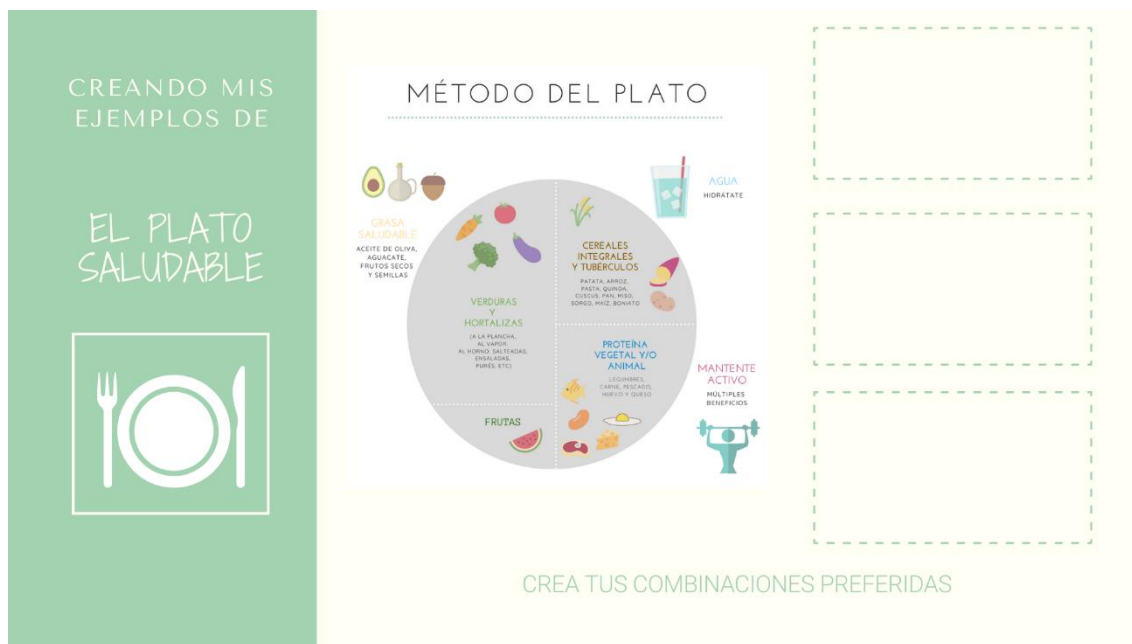 CREANDO MIS
EJEMPLOS DE
EL PLATO
SALUDABLE
MÉTODO DEL PLATO
GRASA
SALUDABLE
ACEITE DE OLIVA,
AGUACATE,
FRUTOS SECOS
Y SEMILLAS
VERDURAS
Y
HORTALIZAS
(A LA PLANCHA,
AL VAPOR,
AL HORNO, SALTEADAS,
ENSALADAS,
PURÉS, ETC)
FRUTAS
CEREALES
INTEGRALES
Y TUBÉRCULOS
PATATA, ARROZ,
PASTA, QUINOA,
CUSCUS, PAN, MIJO,
SORGO, MAÍZ, BONIATO
PROTEÍNA
VEGETAL Y/O
ANIMAL
LEGUMBRES,
CARNE, PESCADO,
HUEVO Y QUESO
AGUA
HIDRÁTATE
MANTENTE
ACTIVO
MÚLTIPLES
BENEFICIOS
CREA TUS COMBINACIONES PREFERIDAS